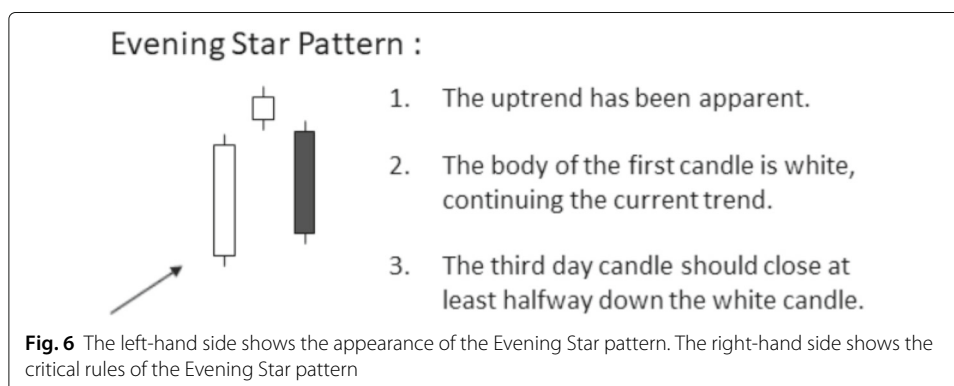 Evening Star Pattern :
1. The uptrend has been apparent.
2. The body of the first candle is white,
continuing the current trend.
3. The third day candle should close at
least halfway down the white candle.
Fig. 6 The left-hand side shows the appearance of the Evening Star pattern. The right-hand side shows the
critical rules of the Evening Star pattern